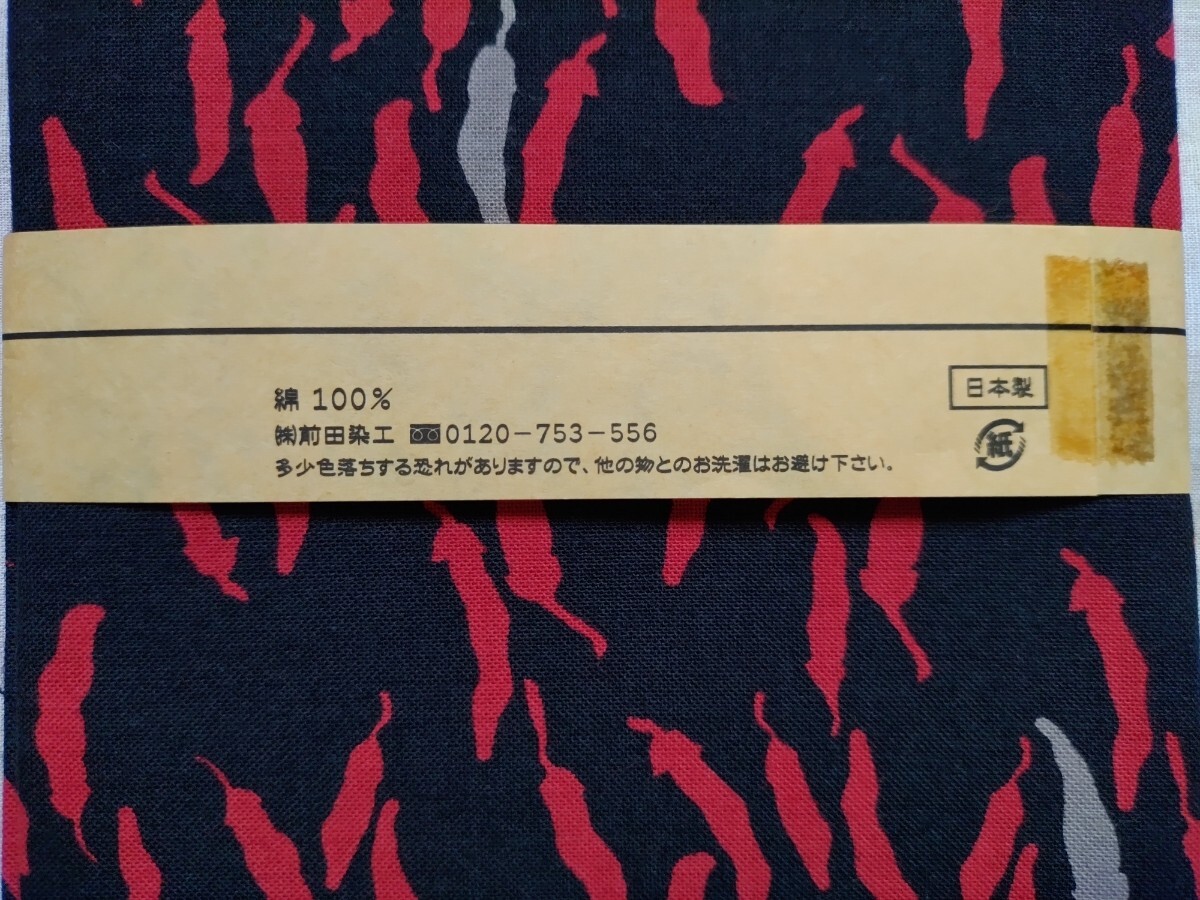 綿 100%
㈱前田染工 0120-753-556
多少色落ちする恐れがありますので、他の物とのお洗濯はお避け下さい。
日本製
紙